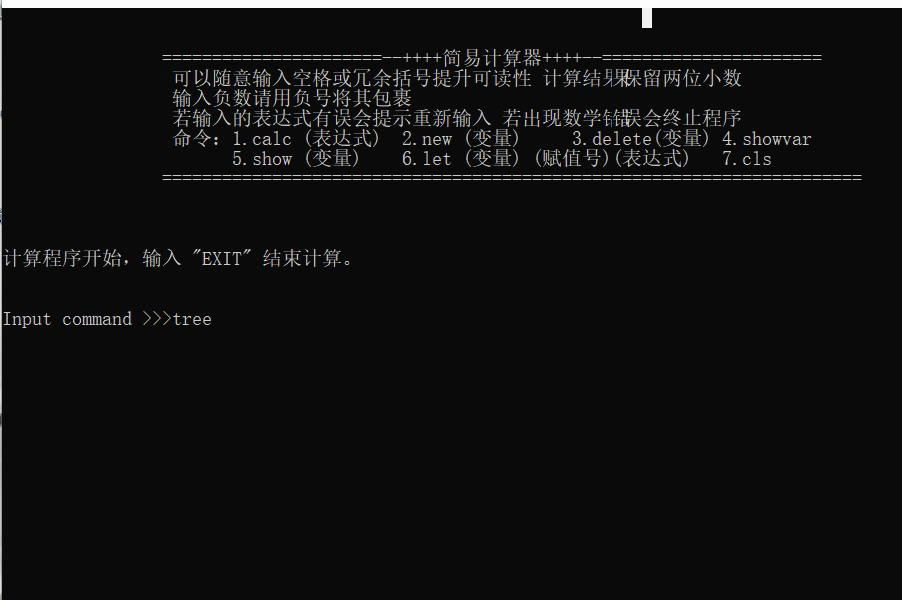 ======================--++++简易计算器++++--======================
可以随意输入空格或冗余括号提升可读性 计算结果保留两位小数
输入负数请用负号将其包裹
若输入的表达式有误会提示重新输入 若出现数学错误会终止程序
命令：1.calc (表达式) 2.new (变量) 3.delete(变量) 4.showvar
5.show (变量) 6.let (变量) (赋值号)(表达式) 7.cls
======================================================================
计算程序开始，输入 "EXIT" 结束计算。
Input command >>>tree